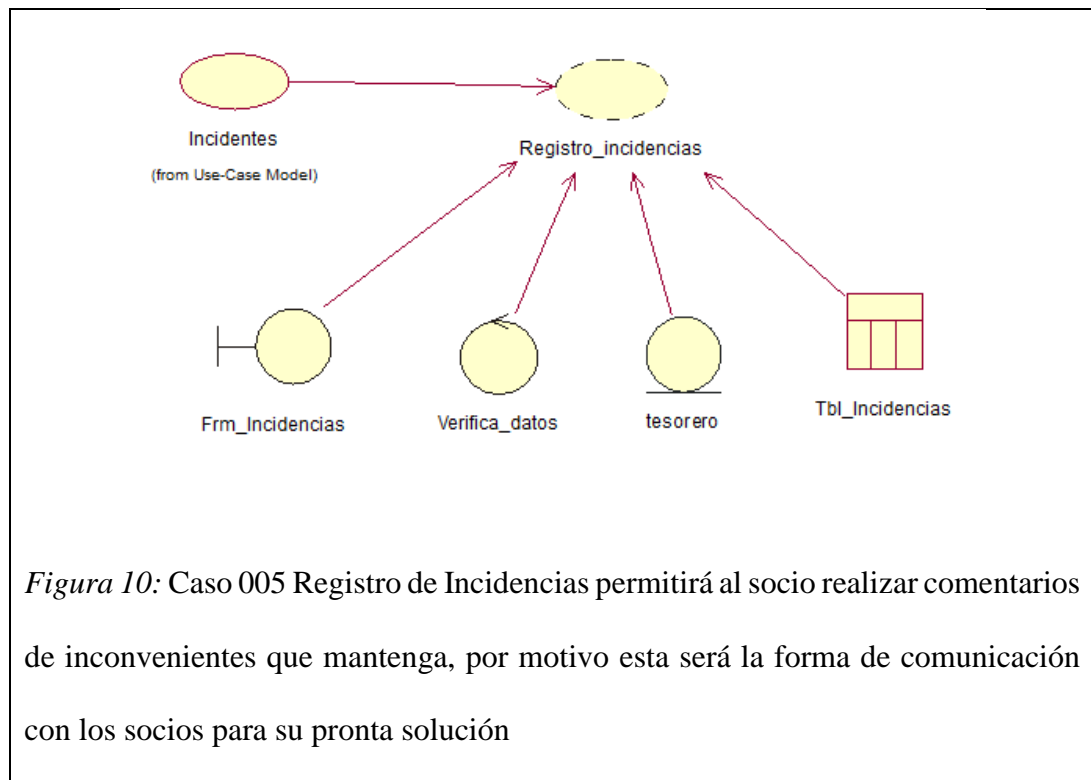 Incidentes
(from Use-Case Model)
Registro_incidencias
Frm_Incidencias
Verifica_datos
tesorero
Tbl_Incidencias
Figura 10: Caso 005 Registro de Incidencias permitirá al socio realizar comentarios
de inconvenientes que mantenga, por motivo esta será la forma de comunicación
con los socios para su pronta solución